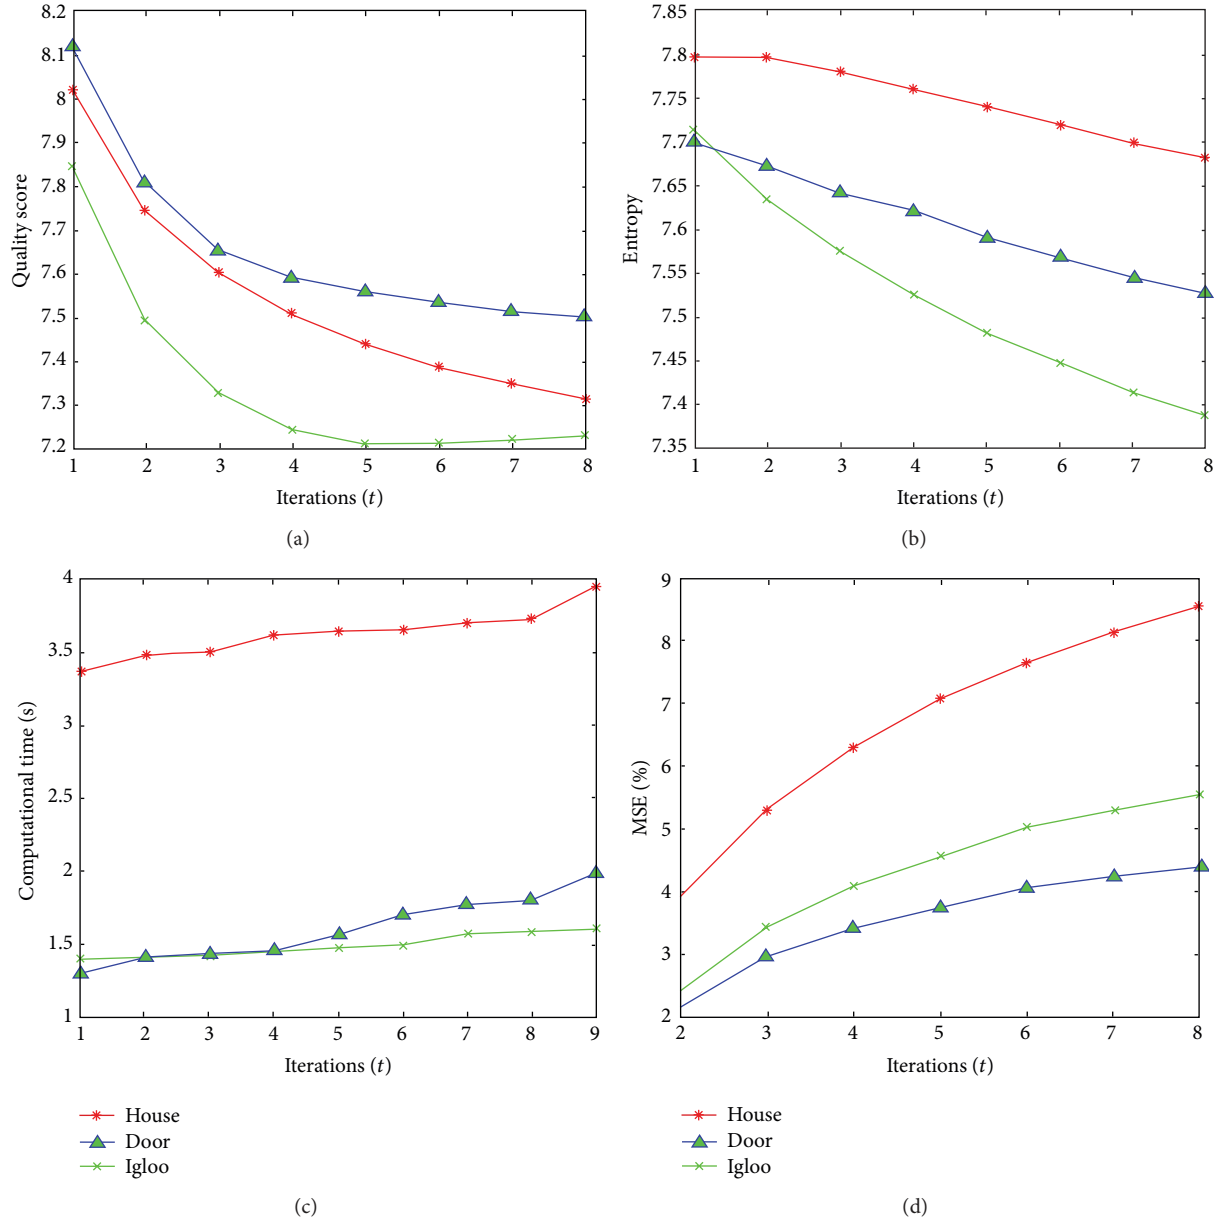 8.2
8.1
8
7.9
7.8
7.7
7.6
7.5
7.4
7.3
7.2
Quality score
1 2 3 4 5 6 7 8
Iterations (t)
(a)
7.85
7.8
7.75
7.7
7.65
7.6
7.55
7.5
7.45
7.4
7.35
Entropy
1 2 3 4 5 6 7 8
Iterations (t)
(b)
4
3.5
3
2.5
2
1.5
1
Computational time (s)
1 2 3 4 5 6 7 8 9
Iterations (t)
House
Door
Igloo
(c)
9
8
7
6
5
4
3
2
MSE (%)
2 3 4 5 6 7 8
Iterations (t)
House
Door
Igloo
(d)